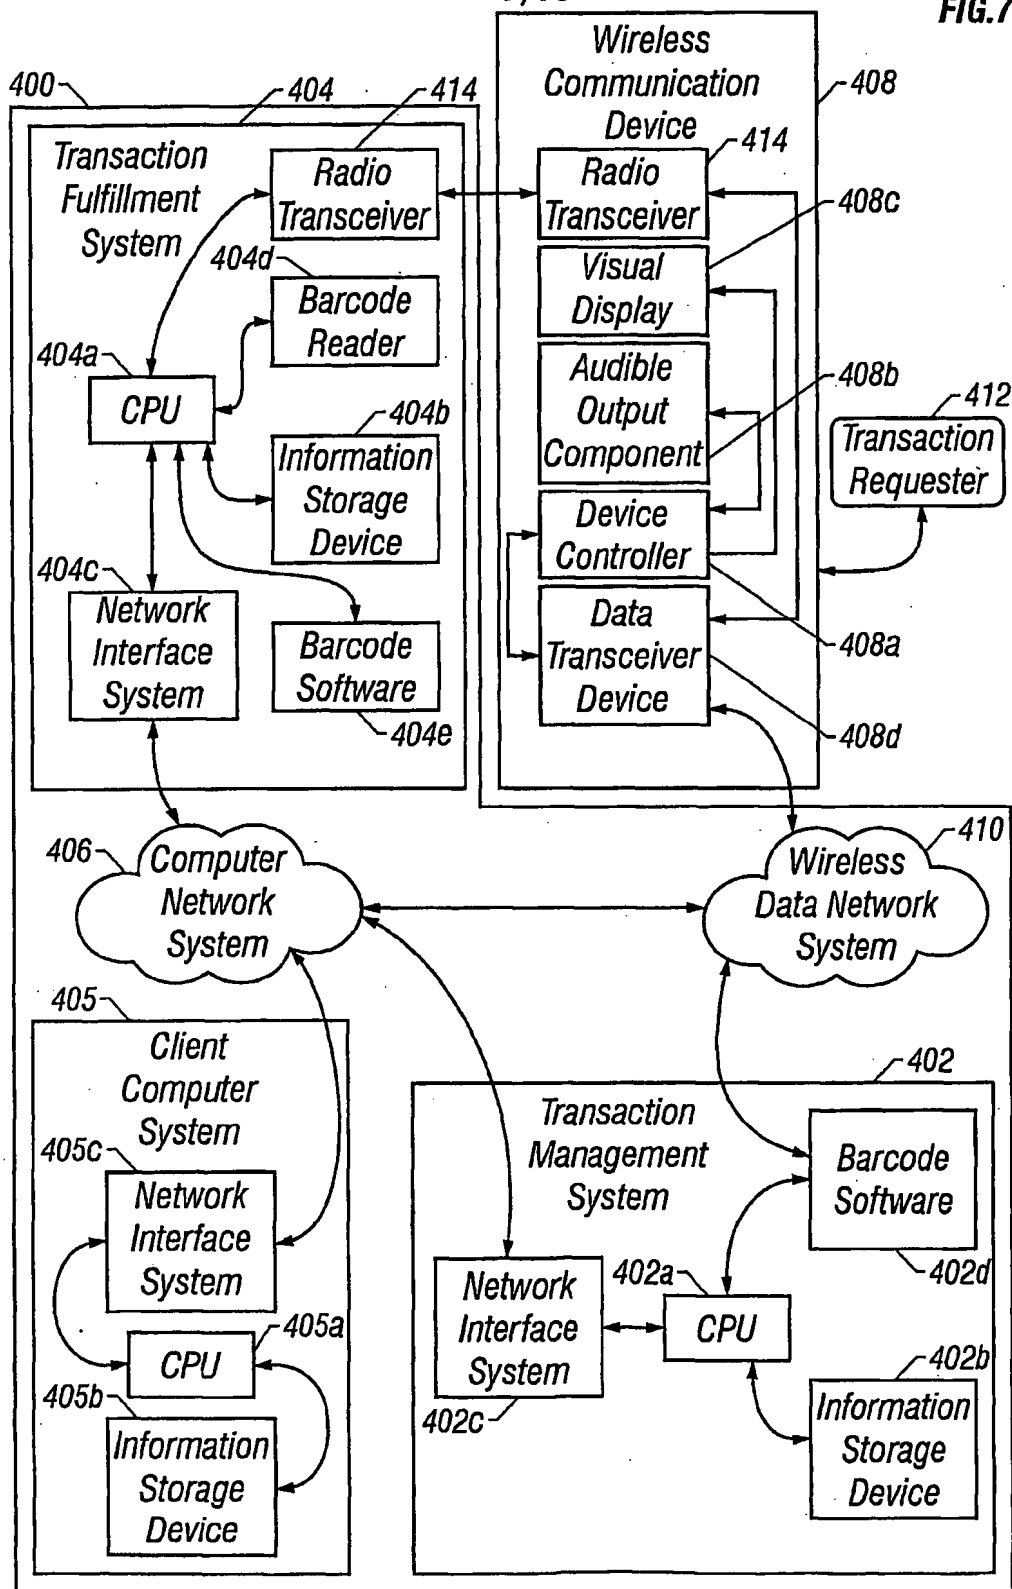 FIG.7
Wireless
Communication
Device
408
414
Radio
Transceiver
408c
Visual
Display
Audible
Output
Component
408b
Device
Controller
408a
Data
Transceiver
Device
408d
412
Transaction
Requester
400
404
414
Transaction
Fulfillment
System
Radio
Transceiver
404d
Barcode
Reader
404a
CPU
404b
Information
Storage
Device
404c
Network
Interface
System
Barcode
Software
404e
406
Computer
Network
System
410
Wireless
Data Network
System
405
Client
Computer
System
405c
Network
Interface
System
405a
CPU
405b
Information
Storage
Device
402
Transaction
Management
System
Barcode
Software
402d
402a
CPU
Network
Interface
System
402c
402b
Information
Storage
Device